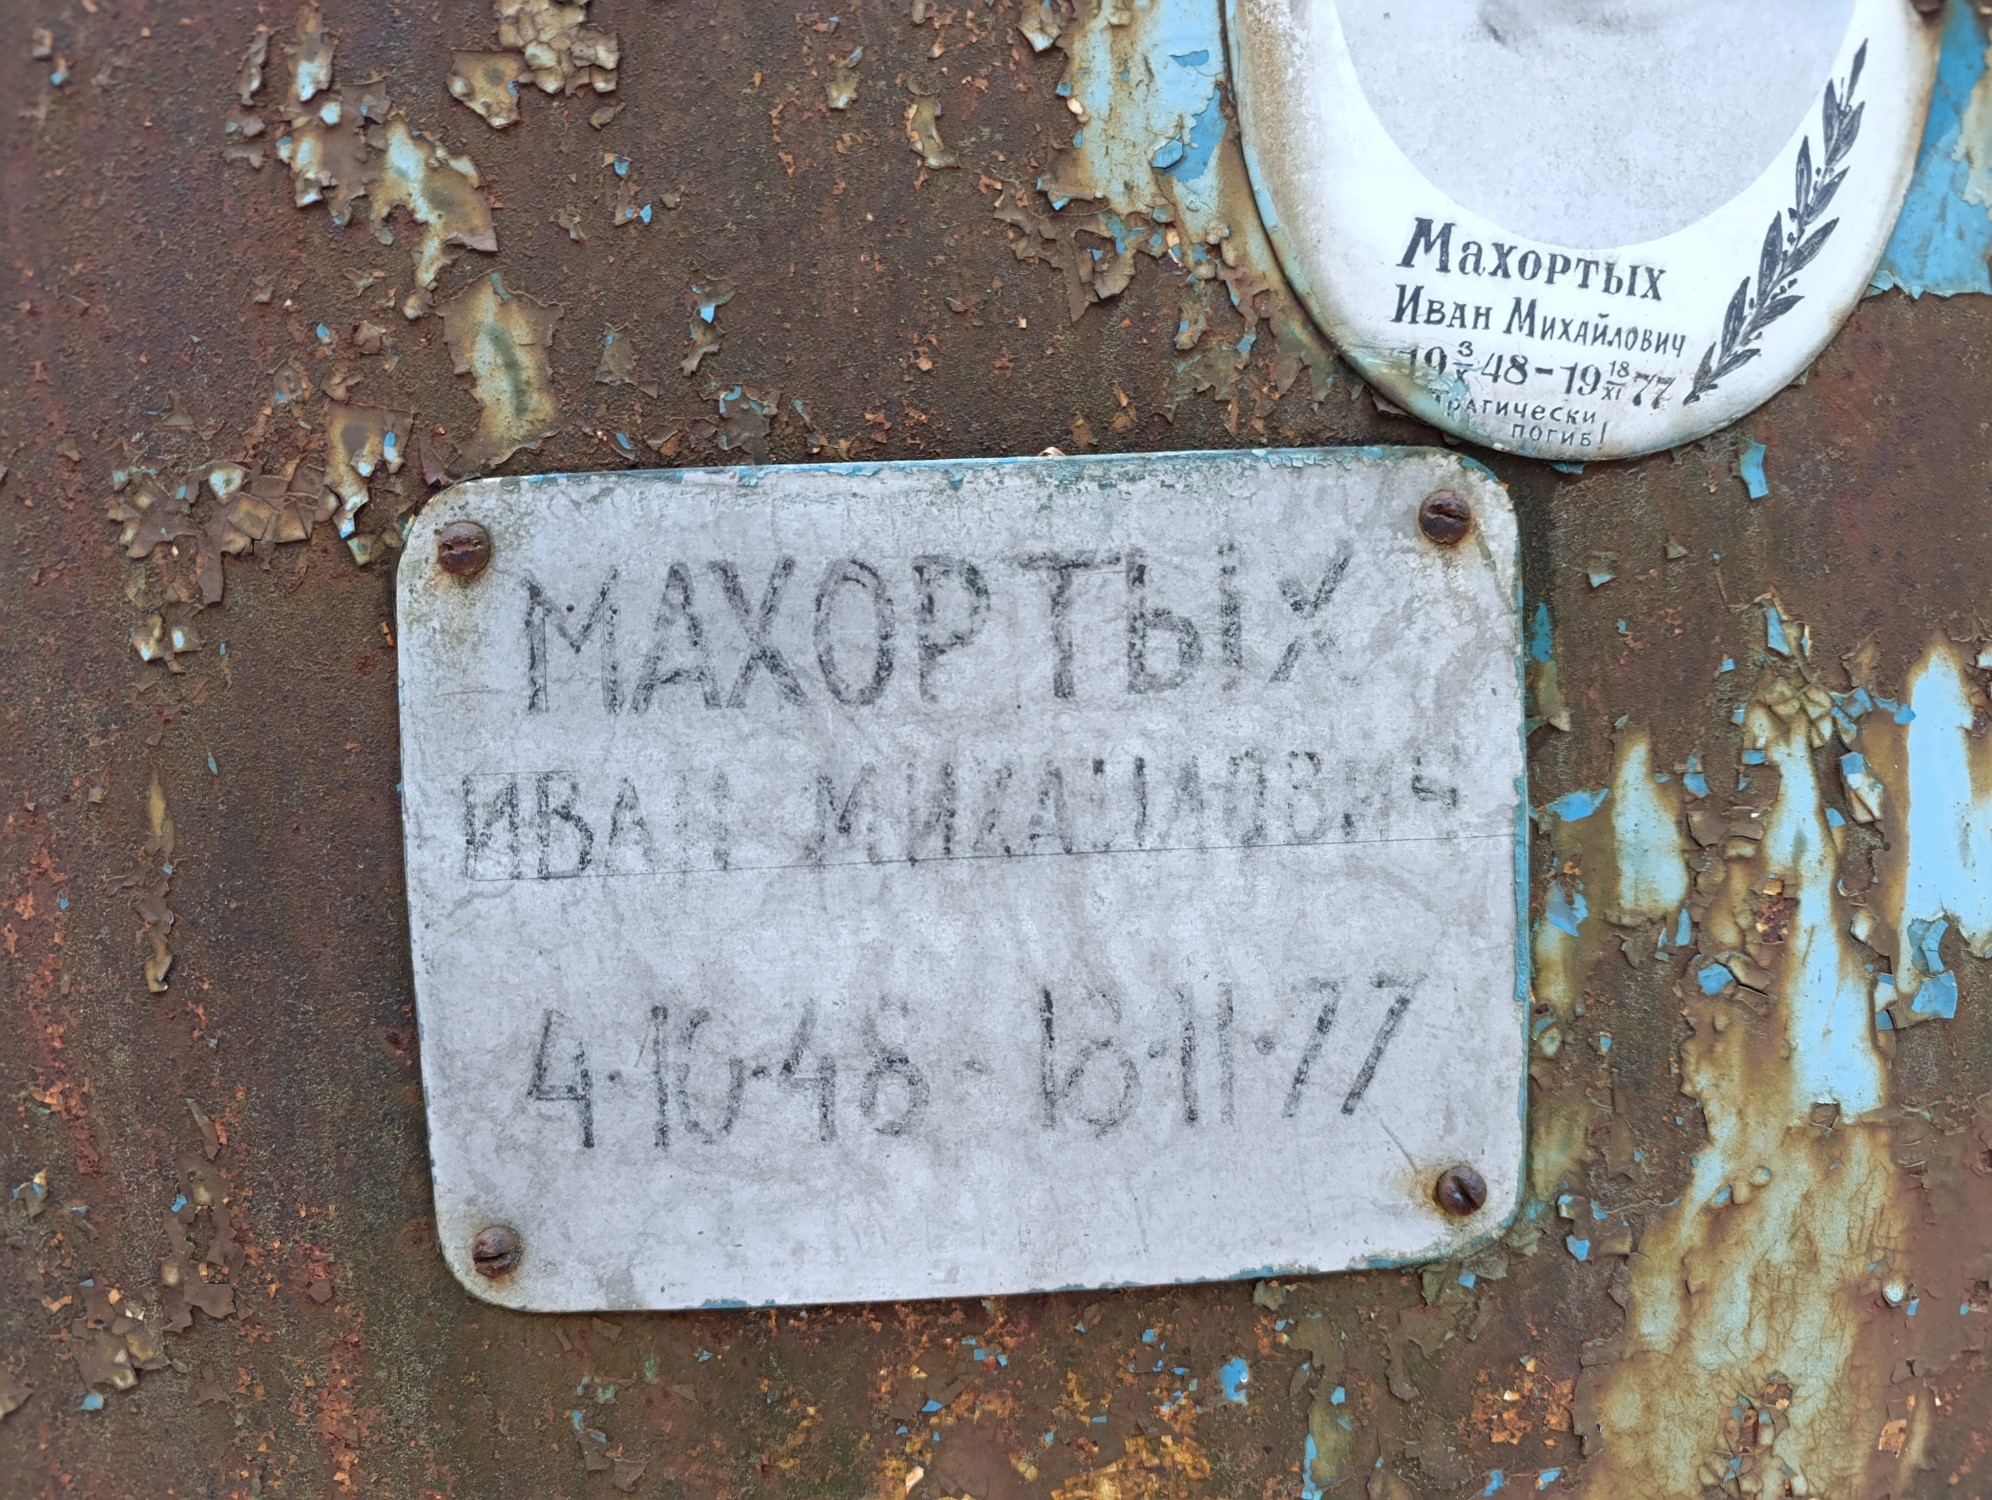 Махортых
Иван Михайлович
19 3/X 48 - 19 18/XI 77
трагически
погиб
МАХОРТЫХ
ИВАН МИХАЙЛОВИЧ
4·10·48 - 18·11·77